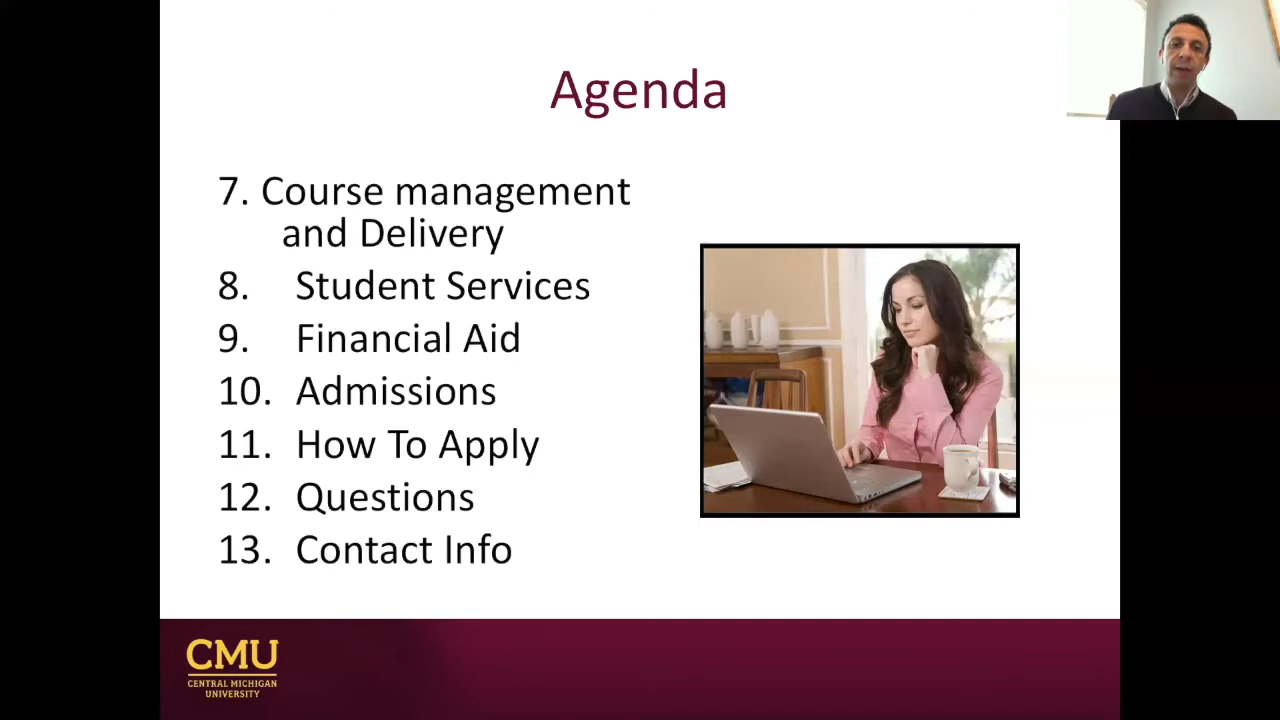 Agenda
7. Course management
and Delivery
8. Student Services
9. Financial Aid
10. Admissions
11. How To Apply
12. Questions
13. Contact Info
CMU
CENTRAL MICHIGAN
UNIVERSITY